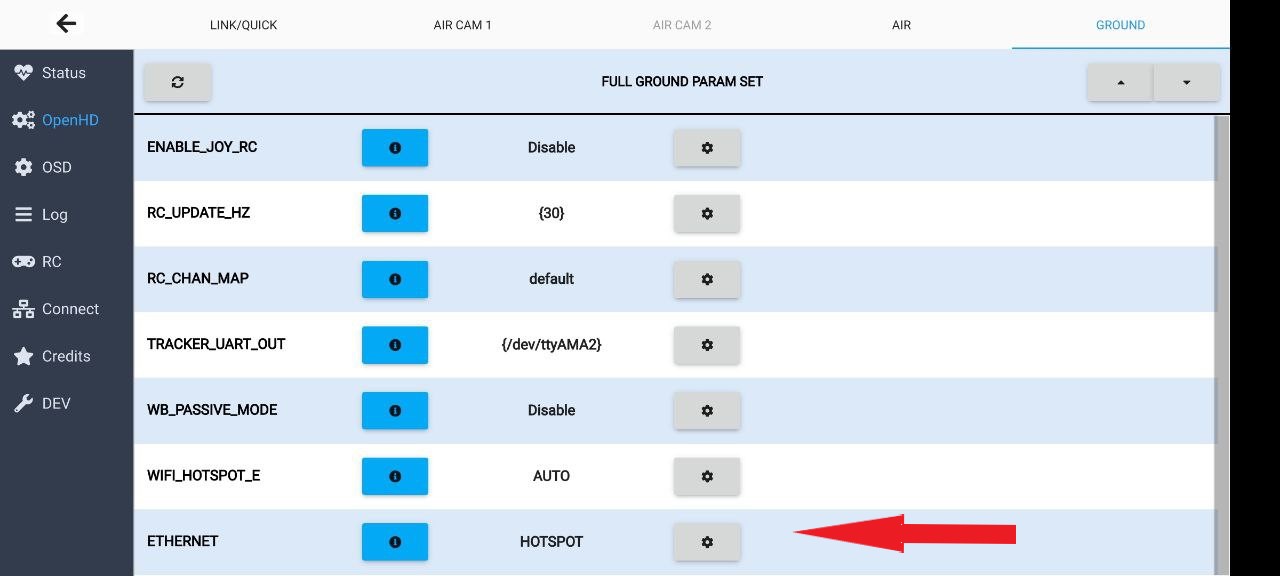 LINK/QUICK AIR CAM 1 AIR CAM 2 AIR GROUND
Status
OpenHD
OSD
Log
RC
Connect
Credits
DEV
FULL GROUND PARAM SET
ENABLE_JOY_RC Disable
RC_UPDATE_HZ {30}
RC_CHAN_MAP default
TRACKER_UART_OUT {/dev/ttyAMA2}
WB_PASSIVE_MODE Disable
WIFI_HOTSPOT_E AUTO
ETHERNET HOTSPOT